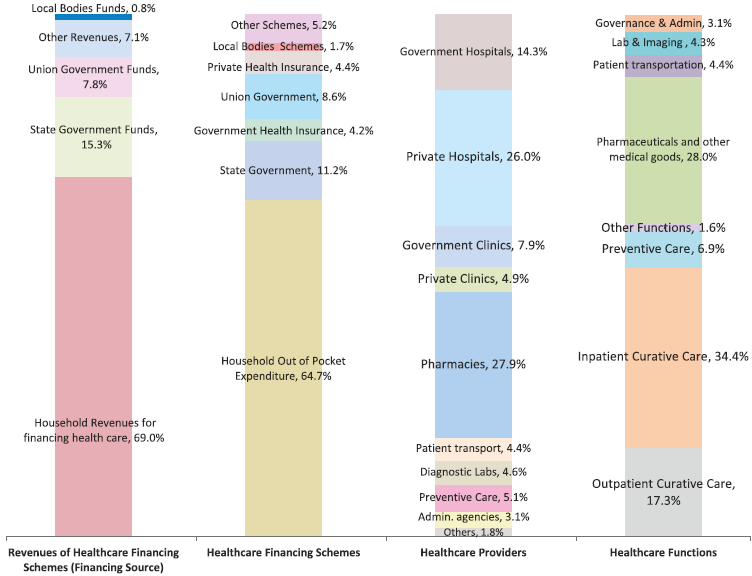 Local Bodies Funds, 0.8%
Other Revenues, 7.1%
Union Government Funds,
7.8%
State Government Funds,
15.3%
Household Revenues for
financing health care, 69.0%
Revenues of Healthcare Financing
Schemes (Financing Source)
Other Schemes, 5.2%
Local Bodies Schemes, 1.7%
Private Health Insurance, 4.4%
Union Government, 8.6%
Government Health Insurance, 4.2%
State Government, 11.2%
Household Out of Pocket
Expenditure, 64.7%
Healthcare Financing Schemes
Government Hospitals, 14.3%
Private Hospitals, 26.0%
Government Clinics, 7.9%
Private Clinics, 4.9%
Pharmacies, 27.9%
Patient transport, 4.4%
Diagnostic Labs, 4.6%
Preventive Care, 5.1%
Admin. agencies, 3.1%
Others, 1.8%
Healthcare Providers
Governance & Admin, 3.1%
Lab & Imaging , 4.3%
Patient transportation, 4.4%
Pharmaceuticals and other
medical goods, 28.0%
Other Functions, 1.6%
Preventive Care, 6.9%
Inpatient Curative Care, 34.4%
Outpatient Curative Care,
17.3%
Healthcare Functions